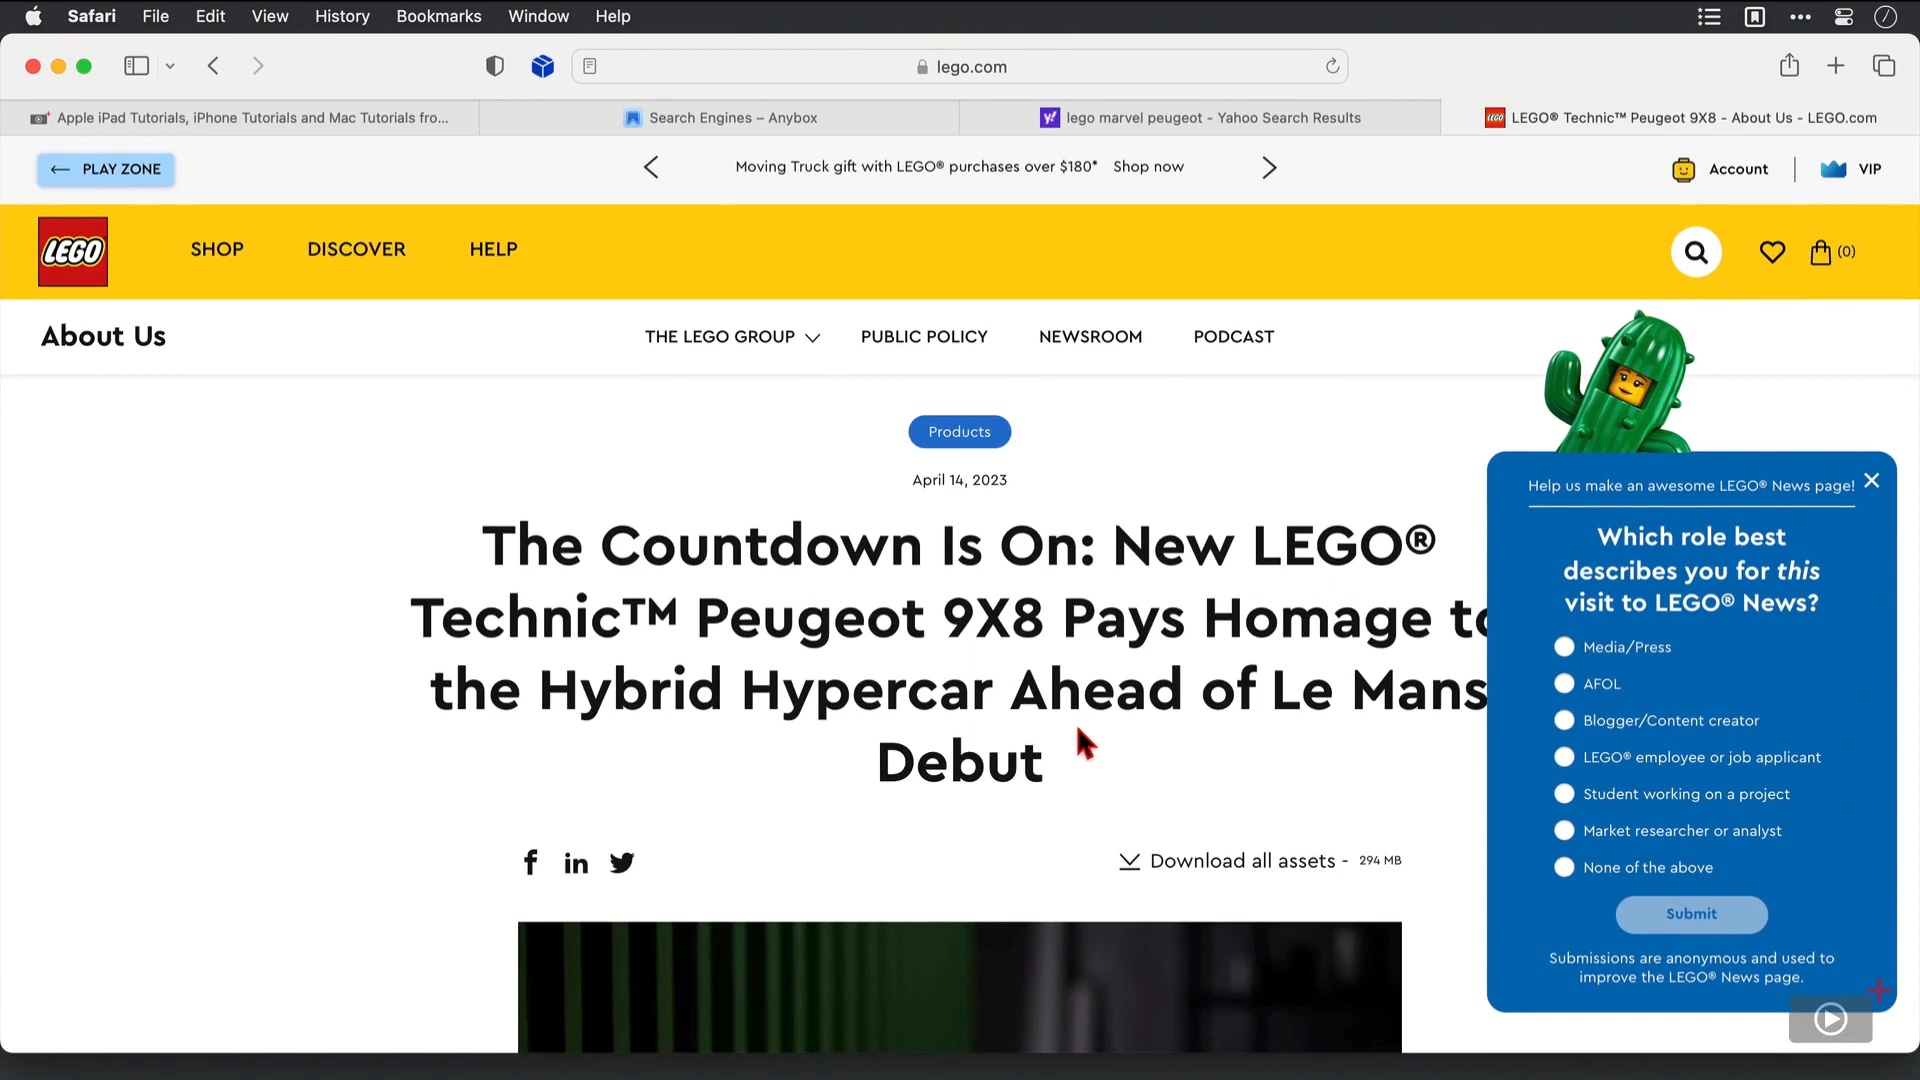 Safari File Edit View History Bookmarks Window Help
lego.com
Apple iPad Tutorials, iPhone Tutorials and Mac Tutorials fro...
Search Engines – Anybox
lego marvel peugeot - Yahoo Search Results
LEGO® Technic™ Peugeot 9X8 - About Us - LEGO.com
PLAY ZONE
Moving Truck gift with LEGO® purchases over $180* Shop now
Account
VIP
LEGO
SHOP
DISCOVER
HELP
(0)
About Us
THE LEGO GROUP
PUBLIC POLICY
NEWSROOM
PODCAST
Products
April 14, 2023
The Countdown Is On: New LEGO®
Technic™ Peugeot 9X8 Pays Homage to
the Hybrid Hypercar Ahead of Le Mans
Debut
Download all assets - 294 MB
Help us make an awesome LEGO® News page!
Which role best
describes you for this
visit to LEGO® News?
Media/Press
AFOL
Blogger/Content creator
LEGO® employee or job applicant
Student working on a project
Market researcher or analyst
None of the above
Submit
Submissions are anonymous and used to
improve the LEGO® News page.